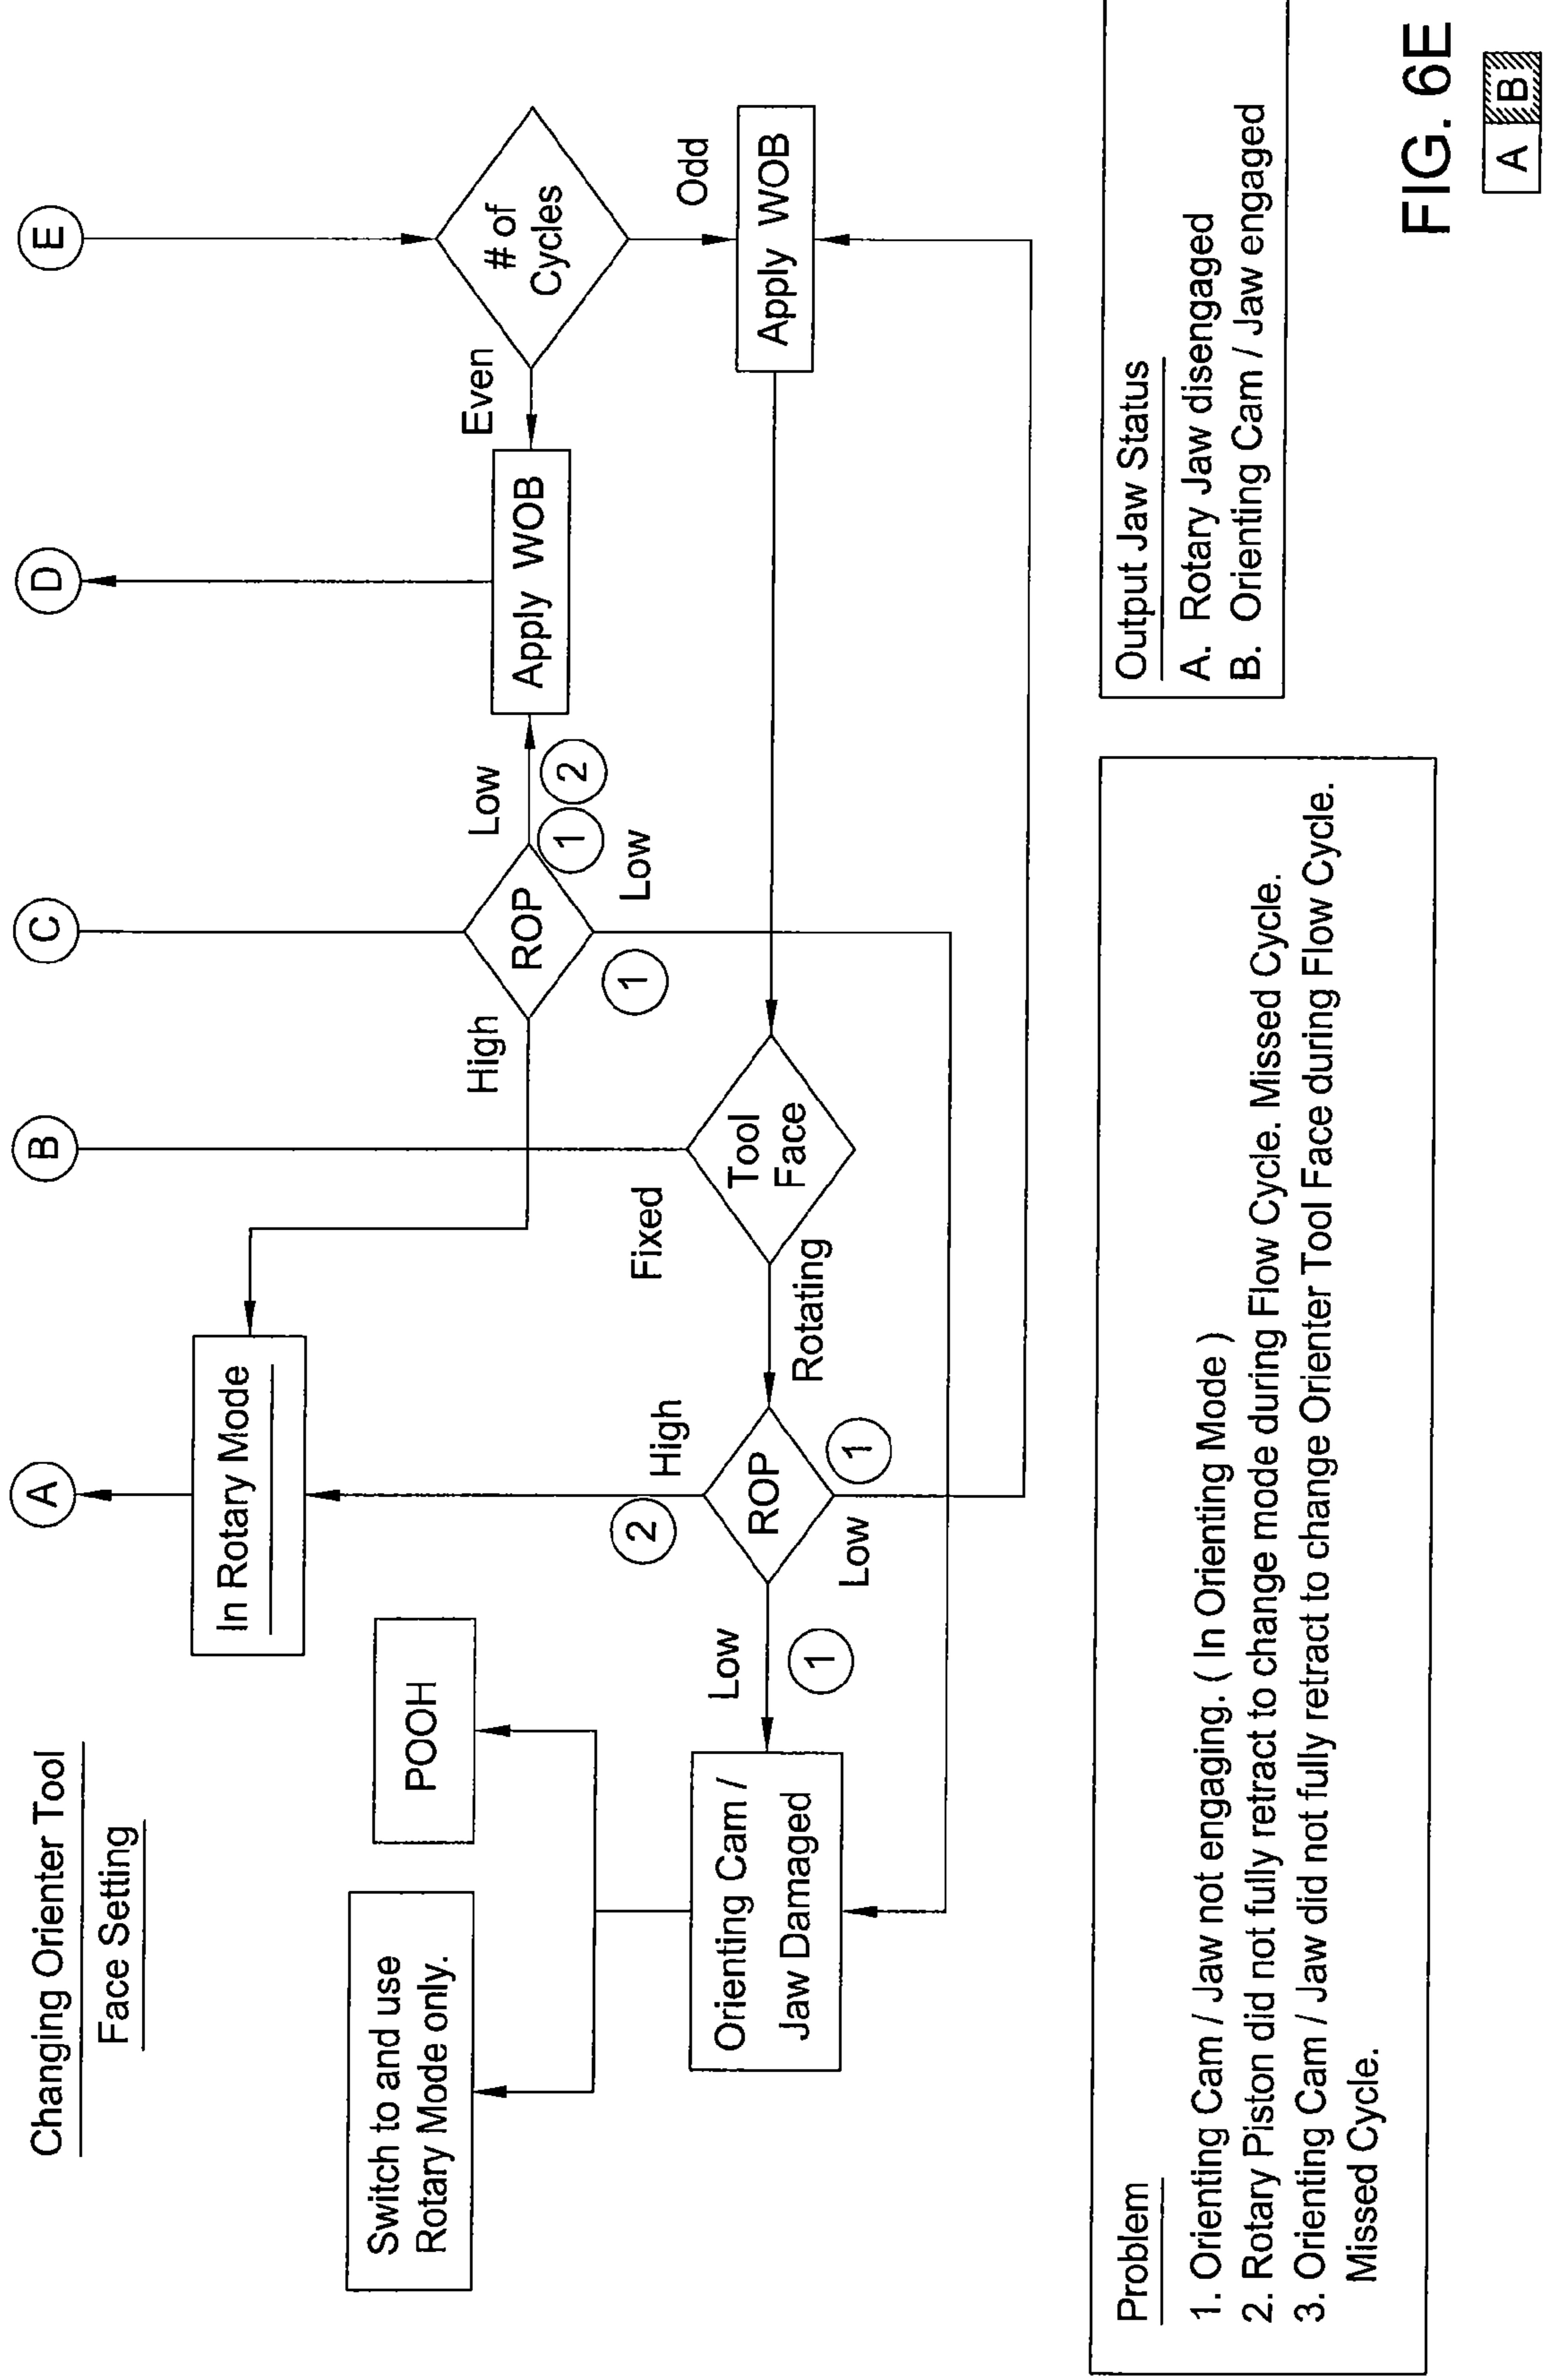 Changing Orienter Tool
Face Setting
A
B
C
D
E
In Rotary Mode
POOH
Switch to and use
Rotary Mode only.
High
ROP
Low
1
2
Low
1
Apply WOB
Even
# of
Cycles
Odd
Apply WOB
Fixed
Tool
Face
Rotating
High
2
ROP
1
Low
Low
1
Orienting Cam /
Jaw Damaged
Problem
1. Orienting Cam / Jaw not engaging. ( In Orienting Mode )
2. Rotary Piston did not fully retract to change mode during Flow Cycle. Missed Cycle.
3. Orienting Cam / Jaw did not fully retract to change Orienter Tool Face during Flow Cycle.
Missed Cycle.
Output Jaw Status
A. Rotary Jaw disengaged
B. Orienting Cam / Jaw engaged
FIG. 6E
A B